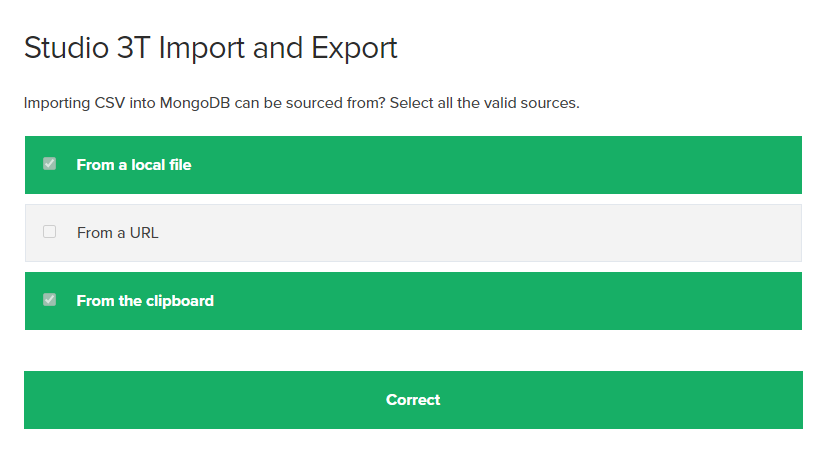 Studio 3T Import and Export
Importing CSV into MongoDB can be sourced from? Select all the valid sources.
From a local file
From a URL
From the clipboard
Correct